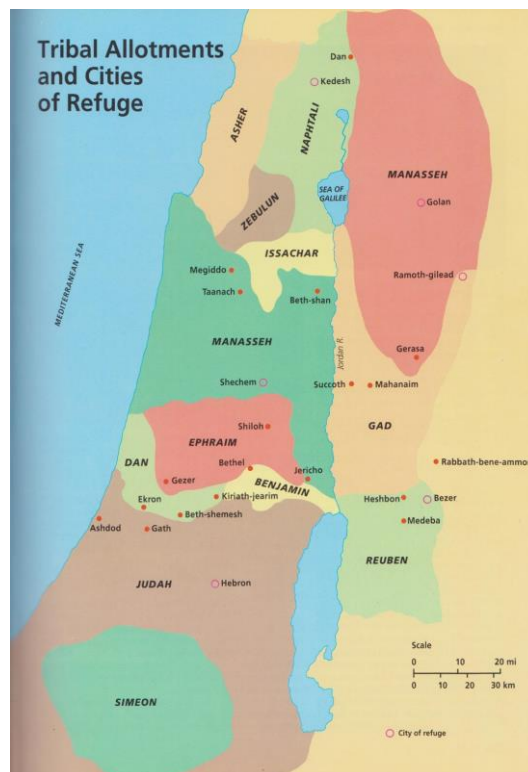 Tribal Allotments
and Cities
of Refuge
Dan
Kedesh
ASHER
NAPHTALI
MANASSEH
SEA OF
GALILEE
Golan
ZEBULUN
ISSACHAR
Megiddo
Ramoth-gilead
Taanach
Beth-shan
MEDITERRANEAN SEA
MANASSEH
Jordan R.
Gerasa
Shechem
Succoth
Mahanaim
Shiloh
EPHRAIM
GAD
DAN
Bethel
Rabbath-bene-ammon
Gezer
Jericho
BENJAMIN
Ekron
Kiriath-jearim
Heshbon
Bezer
Ashdod
Beth-shemesh
Gath
Medeba
REUBEN
JUDAH
Hebron
Scale
0 10 20 mi
0 10 20 30 km
SIMEON
City of refuge